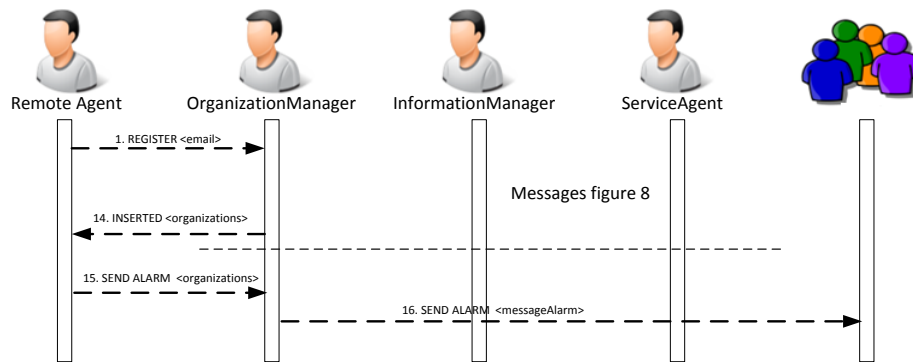 Remote Agent
OrganizationManager
InformationManager
ServiceAgent
1. REGISTER <email>
Messages figure 8
14. INSERTED <organizations>
15. SEND ALARM <organizations>
16. SEND ALARM <messageAlarm>